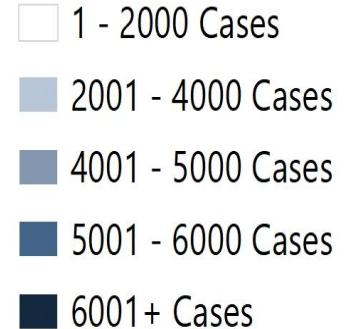 1 - 2000 Cases
2001 - 4000 Cases
4001 - 5000 Cases
5001 - 6000 Cases
6001+ Cases